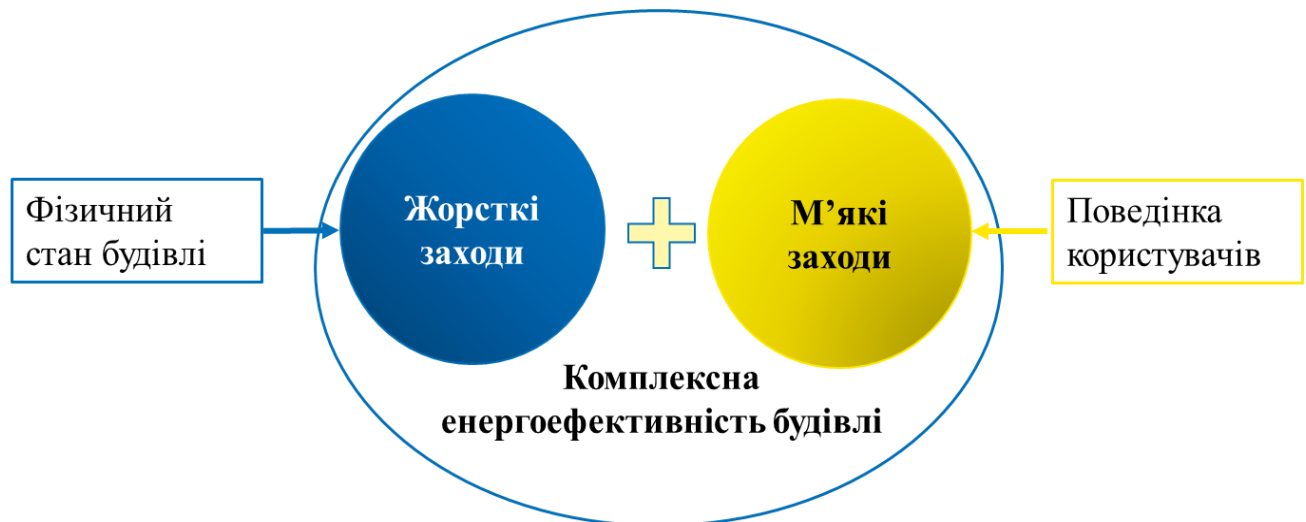 Фізичний
стан будівлі
Жорсткі
заходи
М’які
заходи
Поведінка
користувачів
Комплексна
енергоефективність будівлі